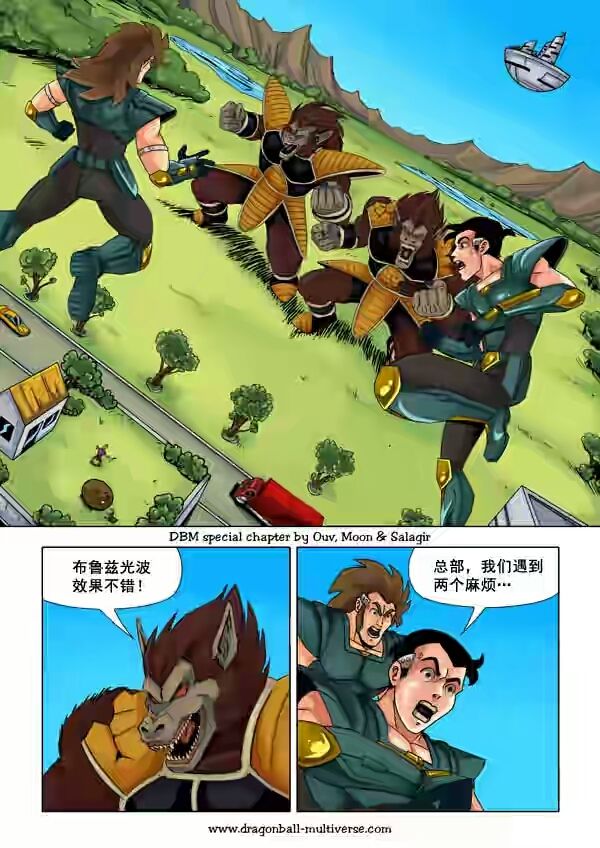 DBM special chapter by Ouv, Moon & Salagir
布鲁兹光波
效果不错！
总部，我们遇到
两个麻烦…
www.dragonball-multiverse.com